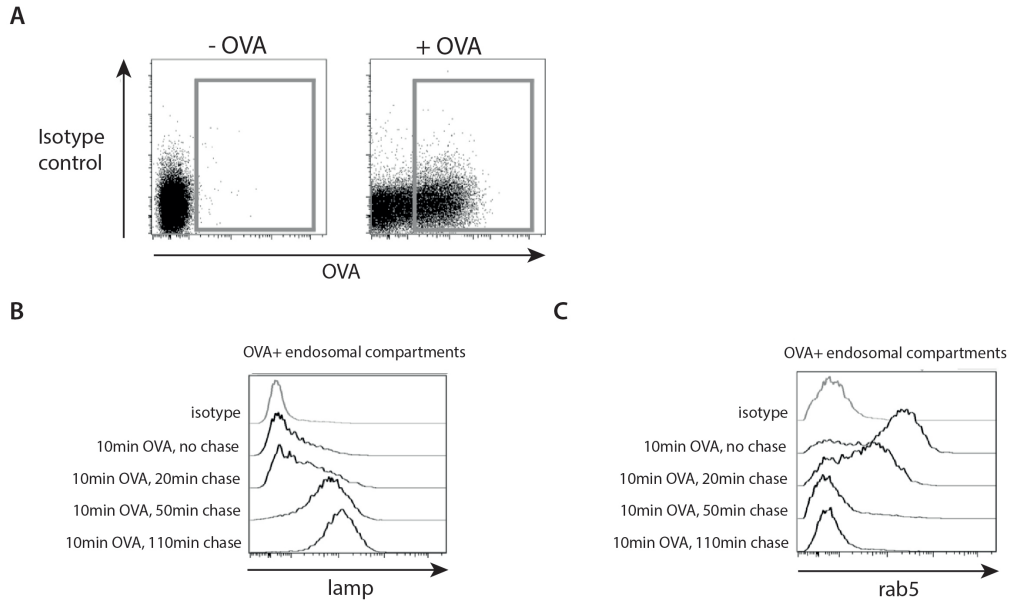 A
- OVA
+ OVA
Isotype
control
OVA
B
OVA+ endosomal compartments
isotype
10min OVA, no chase
10min OVA, 20min chase
10min OVA, 50min chase
10min OVA, 110min chase
lamp
C
OVA+ endosomal compartments
isotype
10min OVA, no chase
10min OVA, 20min chase
10min OVA, 50min chase
10min OVA, 110min chase
rab5